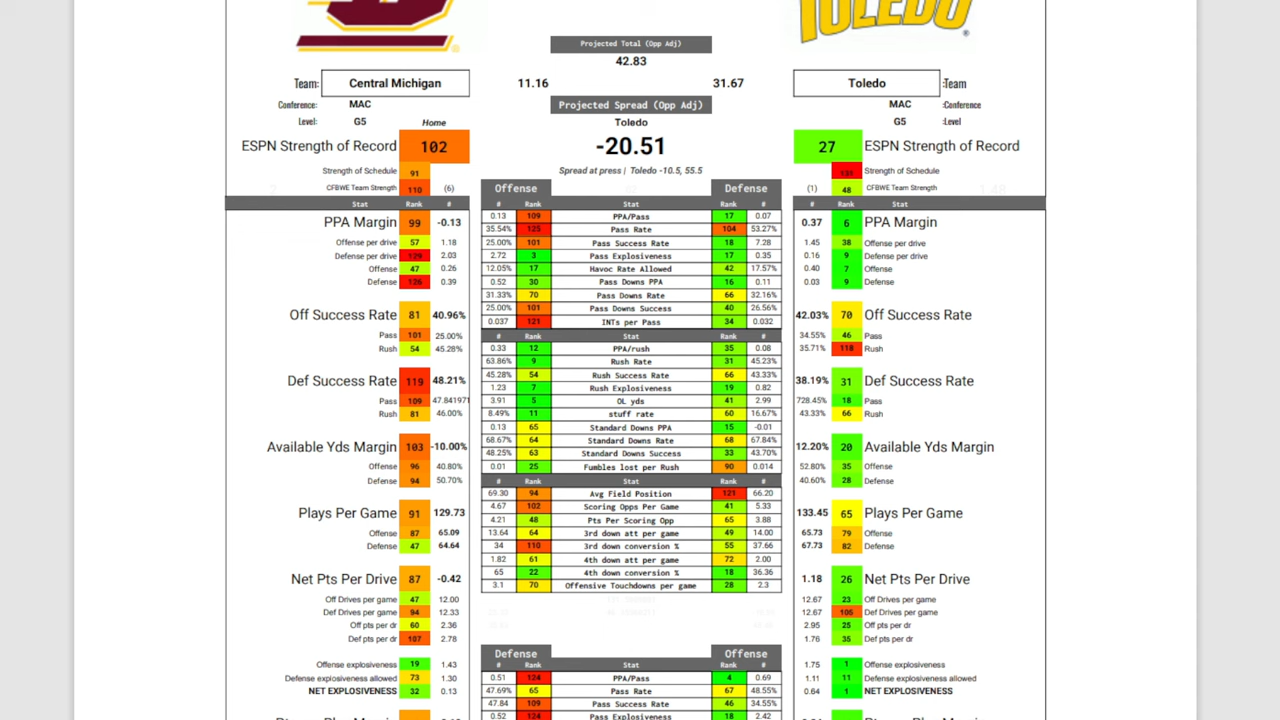 TOLEDO
Projected Total (Opp Adj)
42.83
Team: Central Michigan 11.16 31.67 Toledo :Team
Conference: MAC Projected Spread (Opp Adj) MAC :Conference
Level: G5 Home Toledo G5 :Level
ESPN Strength of Record 102 -20.51 27 ESPN Strength of Record
Strength of Schedule 91 Spread at press | Toledo -10.5, 55.5 131 Strength of Schedule
CFBWE Team Strength 110 (6) Offense Defense (1) 48 CFBWE Team Strength
Stat Rank # # Rank Stat Rank # # Rank Stat
PPA Margin 99 -0.13 0.13 109 PPA/Pass 17 0.07 0.37 6 PPA Margin
35.54% 125 Pass Rate 104 53.27%
Offense per drive 57 1.18 25.00% 101 Pass Success Rate 18 7.28 1.45 38 Offense per drive
Defense per drive 129 2.03 2.72 3 Pass Explosiveness 17 0.35 0.16 9 Defense per drive
Offense 47 0.26 12.05% 17 Havoc Rate Allowed 42 17.57% 0.40 7 Offense
Defense 126 0.39 0.52 30 Pass Downs PPA 16 0.11 0.03 9 Defense
31.33% 70 Pass Downs Rate 66 32.16%
Off Success Rate 81 40.96% 25.00% 101 Pass Downs Success 40 26.56% 42.03% 70 Off Success Rate
0.037 121 INTs per Pass 34 0.032
Pass 101 25.00% # Rank Stat Rank # 34.55% 46 Pass
Rush 54 45.28% 0.33 12 PPA/rush 35 0.08 35.71% 118 Rush
63.86% 9 Rush Rate 31 45.23%
Def Success Rate 119 48.21% 45.28% 54 Rush Success Rate 66 43.33% 38.19% 31 Def Success Rate
1.23 7 Rush Explosiveness 19 0.82
Pass 109 47.841971 3.91 5 OL yds 41 2.99 728.45% 18 Pass
Rush 81 46.00% 8.49% 11 stuff rate 60 16.67% 43.33% 66 Rush
0.13 65 Standard Downs PPA 15 -0.01
Available Yds Margin 103 -10.00% 68.67% 64 Standard Downs Rate 68 67.84% 12.20% 20 Available Yds Margin
48.25% 63 Standard Downs Success 33 43.70%
Offense 96 40.80% 0.01 25 Fumbles lost per Rush 90 0.014 52.80% 35 Offense
Defense 94 50.70% # Rank Stat Rank # 40.60% 28 Defense
69.30 94 Avg Field Position 121 66.20
Plays Per Game 91 129.73 4.67 102 Scoring Opps Per Game 41 5.33 133.45 65 Plays Per Game
4.21 48 Pts Per Scoring Opp 65 3.88
Offense 87 65.09 13.64 64 3rd down att per game 49 14.00 65.73 79 Offense
Defense 47 64.64 34 110 3rd down conversion % 55 37.66 67.73 82 Defense
1.82 61 4th down att per game 72 2.00
Net Pts Per Drive 87 -0.42 65 22 4th down conversion % 18 36.36 1.18 26 Net Pts Per Drive
3.1 70 Offensive Touchdowns per game 28 2.3
Off Drives per game 47 12.00 12.67 23 Off Drives per game
Def Drives per game 94 12.33 12.67 105 Def Drives per game
Off pts per dr 60 2.36 2.95 25 Off pts per dr
Def pts per dr 107 2.78 1.76 35 Def pts per dr
Defense Offense
Offense explosiveness 19 1.43 # Rank Stat Rank # 1.75 1 Offense explosiveness
Defense explosiveness allowed 73 1.30 0.51 124 PPA/Pass 4 0.69 1.11 11 Defense explosiveness allowed
NET EXPLOSIVENESS 32 0.13 47.69% 65 Pass Rate 67 48.55% 0.64 1 NET EXPLOSIVENESS
47.84 109 Pass Success Rate 46 34.55%
0.52 124 Pass Explosiveness 18 2.42